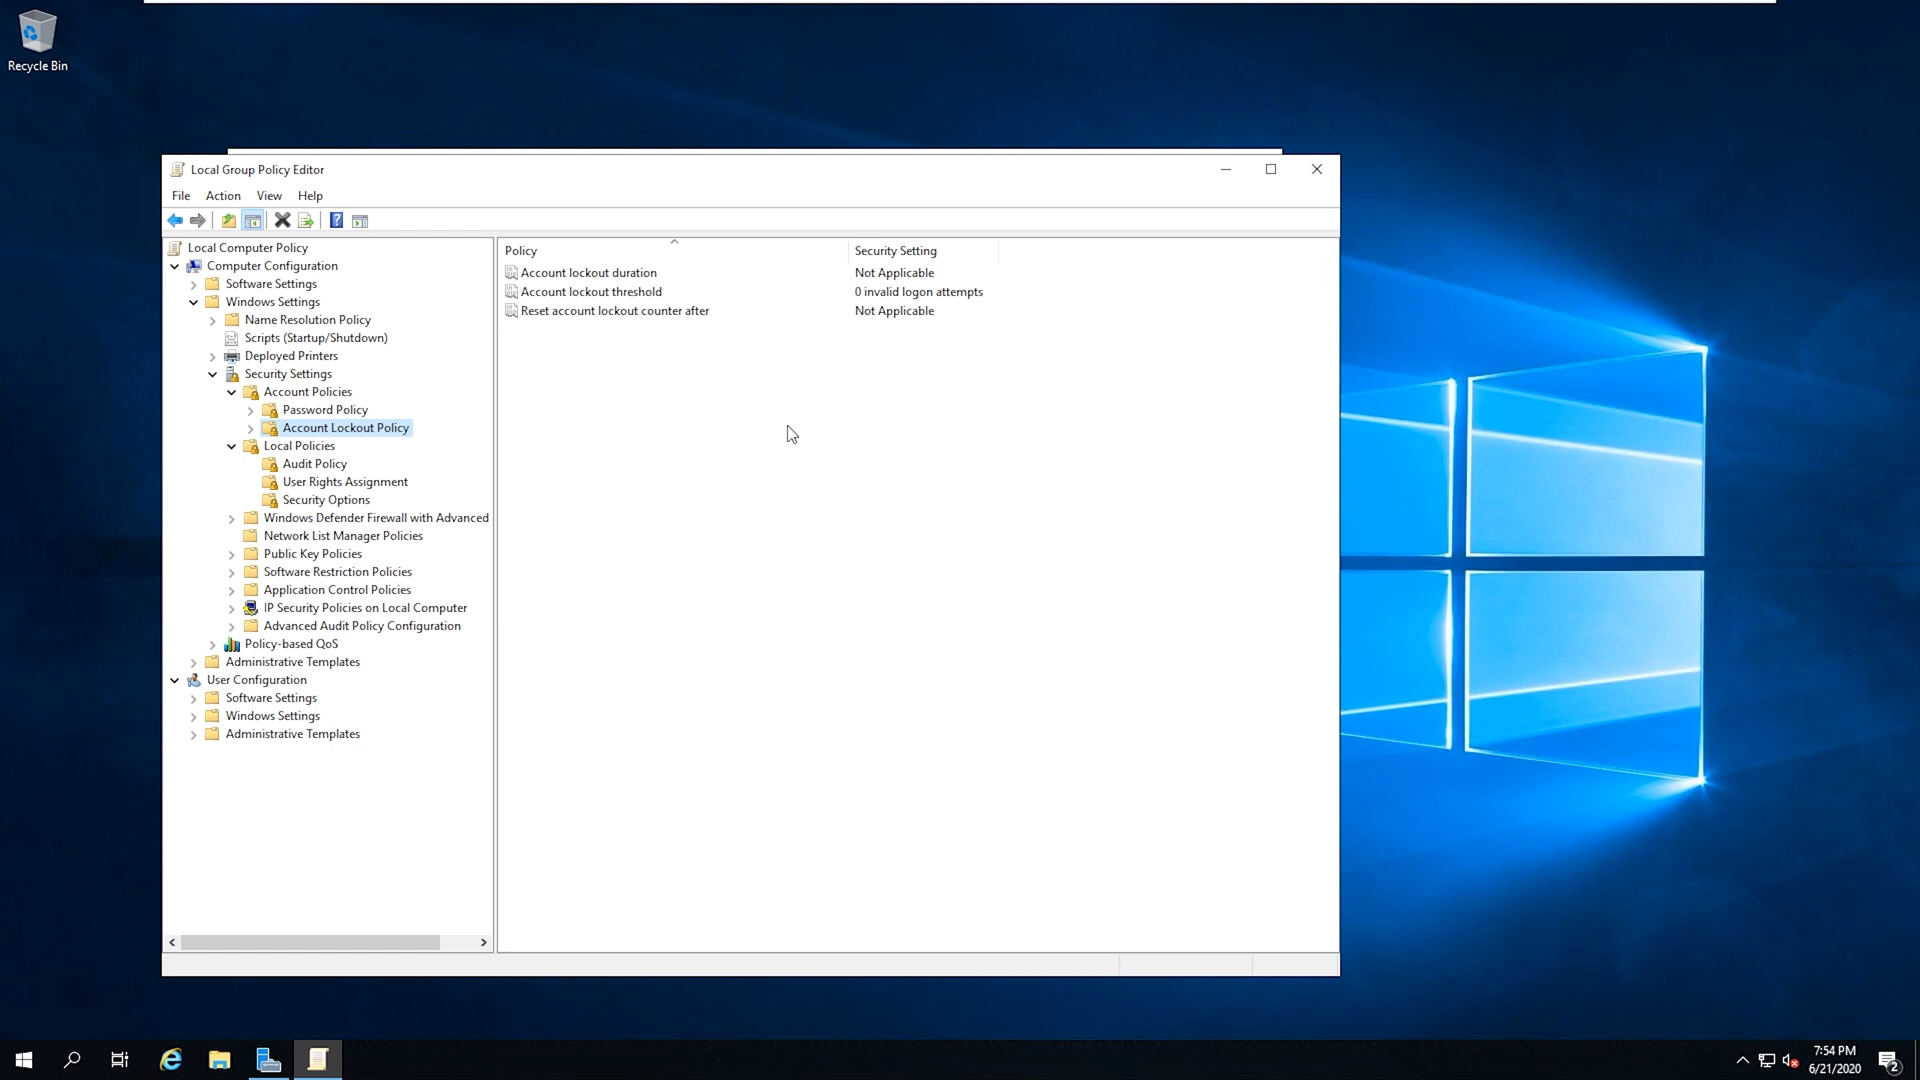 Recycle Bin
Local Group Policy Editor
File Action View Help
Local Computer Policy
Computer Configuration
Software Settings
Windows Settings
Name Resolution Policy
Scripts (Startup/Shutdown)
Deployed Printers
Security Settings
Account Policies
Password Policy
Account Lockout Policy
Local Policies
Audit Policy
User Rights Assignment
Security Options
Windows Defender Firewall with Advanced
Network List Manager Policies
Public Key Policies
Software Restriction Policies
Application Control Policies
IP Security Policies on Local Computer
Advanced Audit Policy Configuration
Policy-based QoS
Administrative Templates
User Configuration
Software Settings
Windows Settings
Administrative Templates
Policy Security Setting
Account lockout duration Not Applicable
Account lockout threshold 0 invalid logon attempts
Reset account lockout counter after Not Applicable
7:54 PM
6/21/2020
2